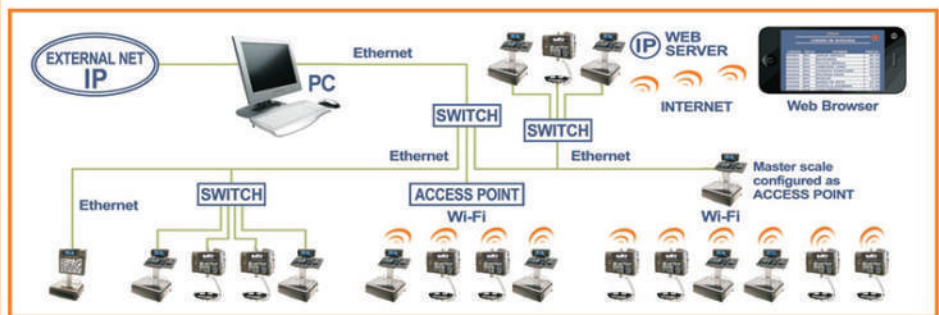 EXTERNAL NET
IP
PC
Ethernet
IP WEB
SERVER
INTERNET
Web Browser
SWITCH
SWITCH
Ethernet
Ethernet
Master scale
configured as
ACCESS POINT
Ethernet
SWITCH
ACCESS POINT
Wi-Fi
Wi-Fi